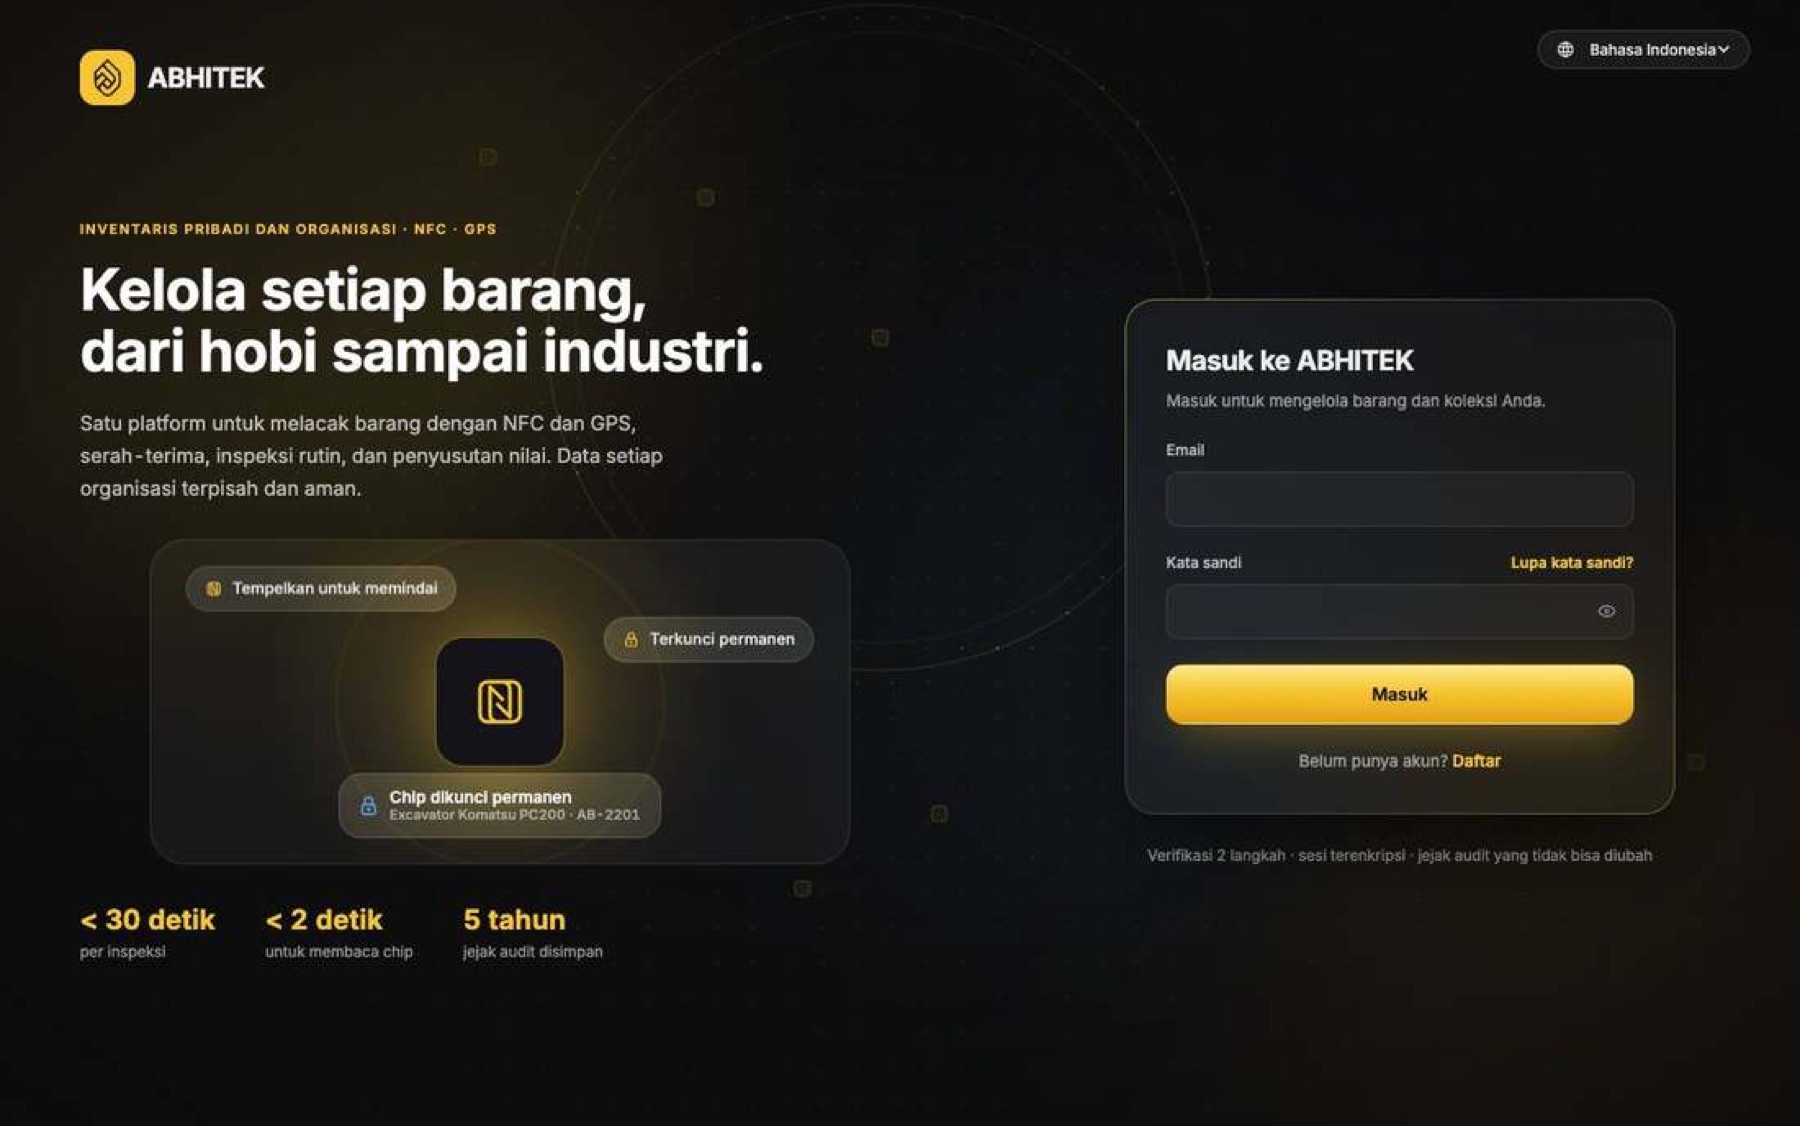 ABHITEK
Bahasa Indonesia
INVENTARIS PRIBADI DAN ORGANISASI · NFC · GPS
Kelola setiap barang,
dari hobi sampai industri.
Satu platform untuk melacak barang dengan NFC dan GPS,
serah-terima, inspeksi rutin, dan penyusutan nilai. Data setiap
organisasi terpisah dan aman.
Tempelkan untuk memindai
Terkunci permanen
Chip dikunci permanen
Excavator Komatsu PC200 · AB-2201
< 30 detik
per inspeksi
< 2 detik
untuk membaca chip
5 tahun
jejak audit disimpan
Masuk ke ABHITEK
Masuk untuk mengelola barang dan koleksi Anda.
Email
Kata sandi
Lupa kata sandi?
Masuk
Belum punya akun? Daftar
Verifikasi 2 langkah · sesi terenkripsi · jejak audit yang tidak bisa diubah